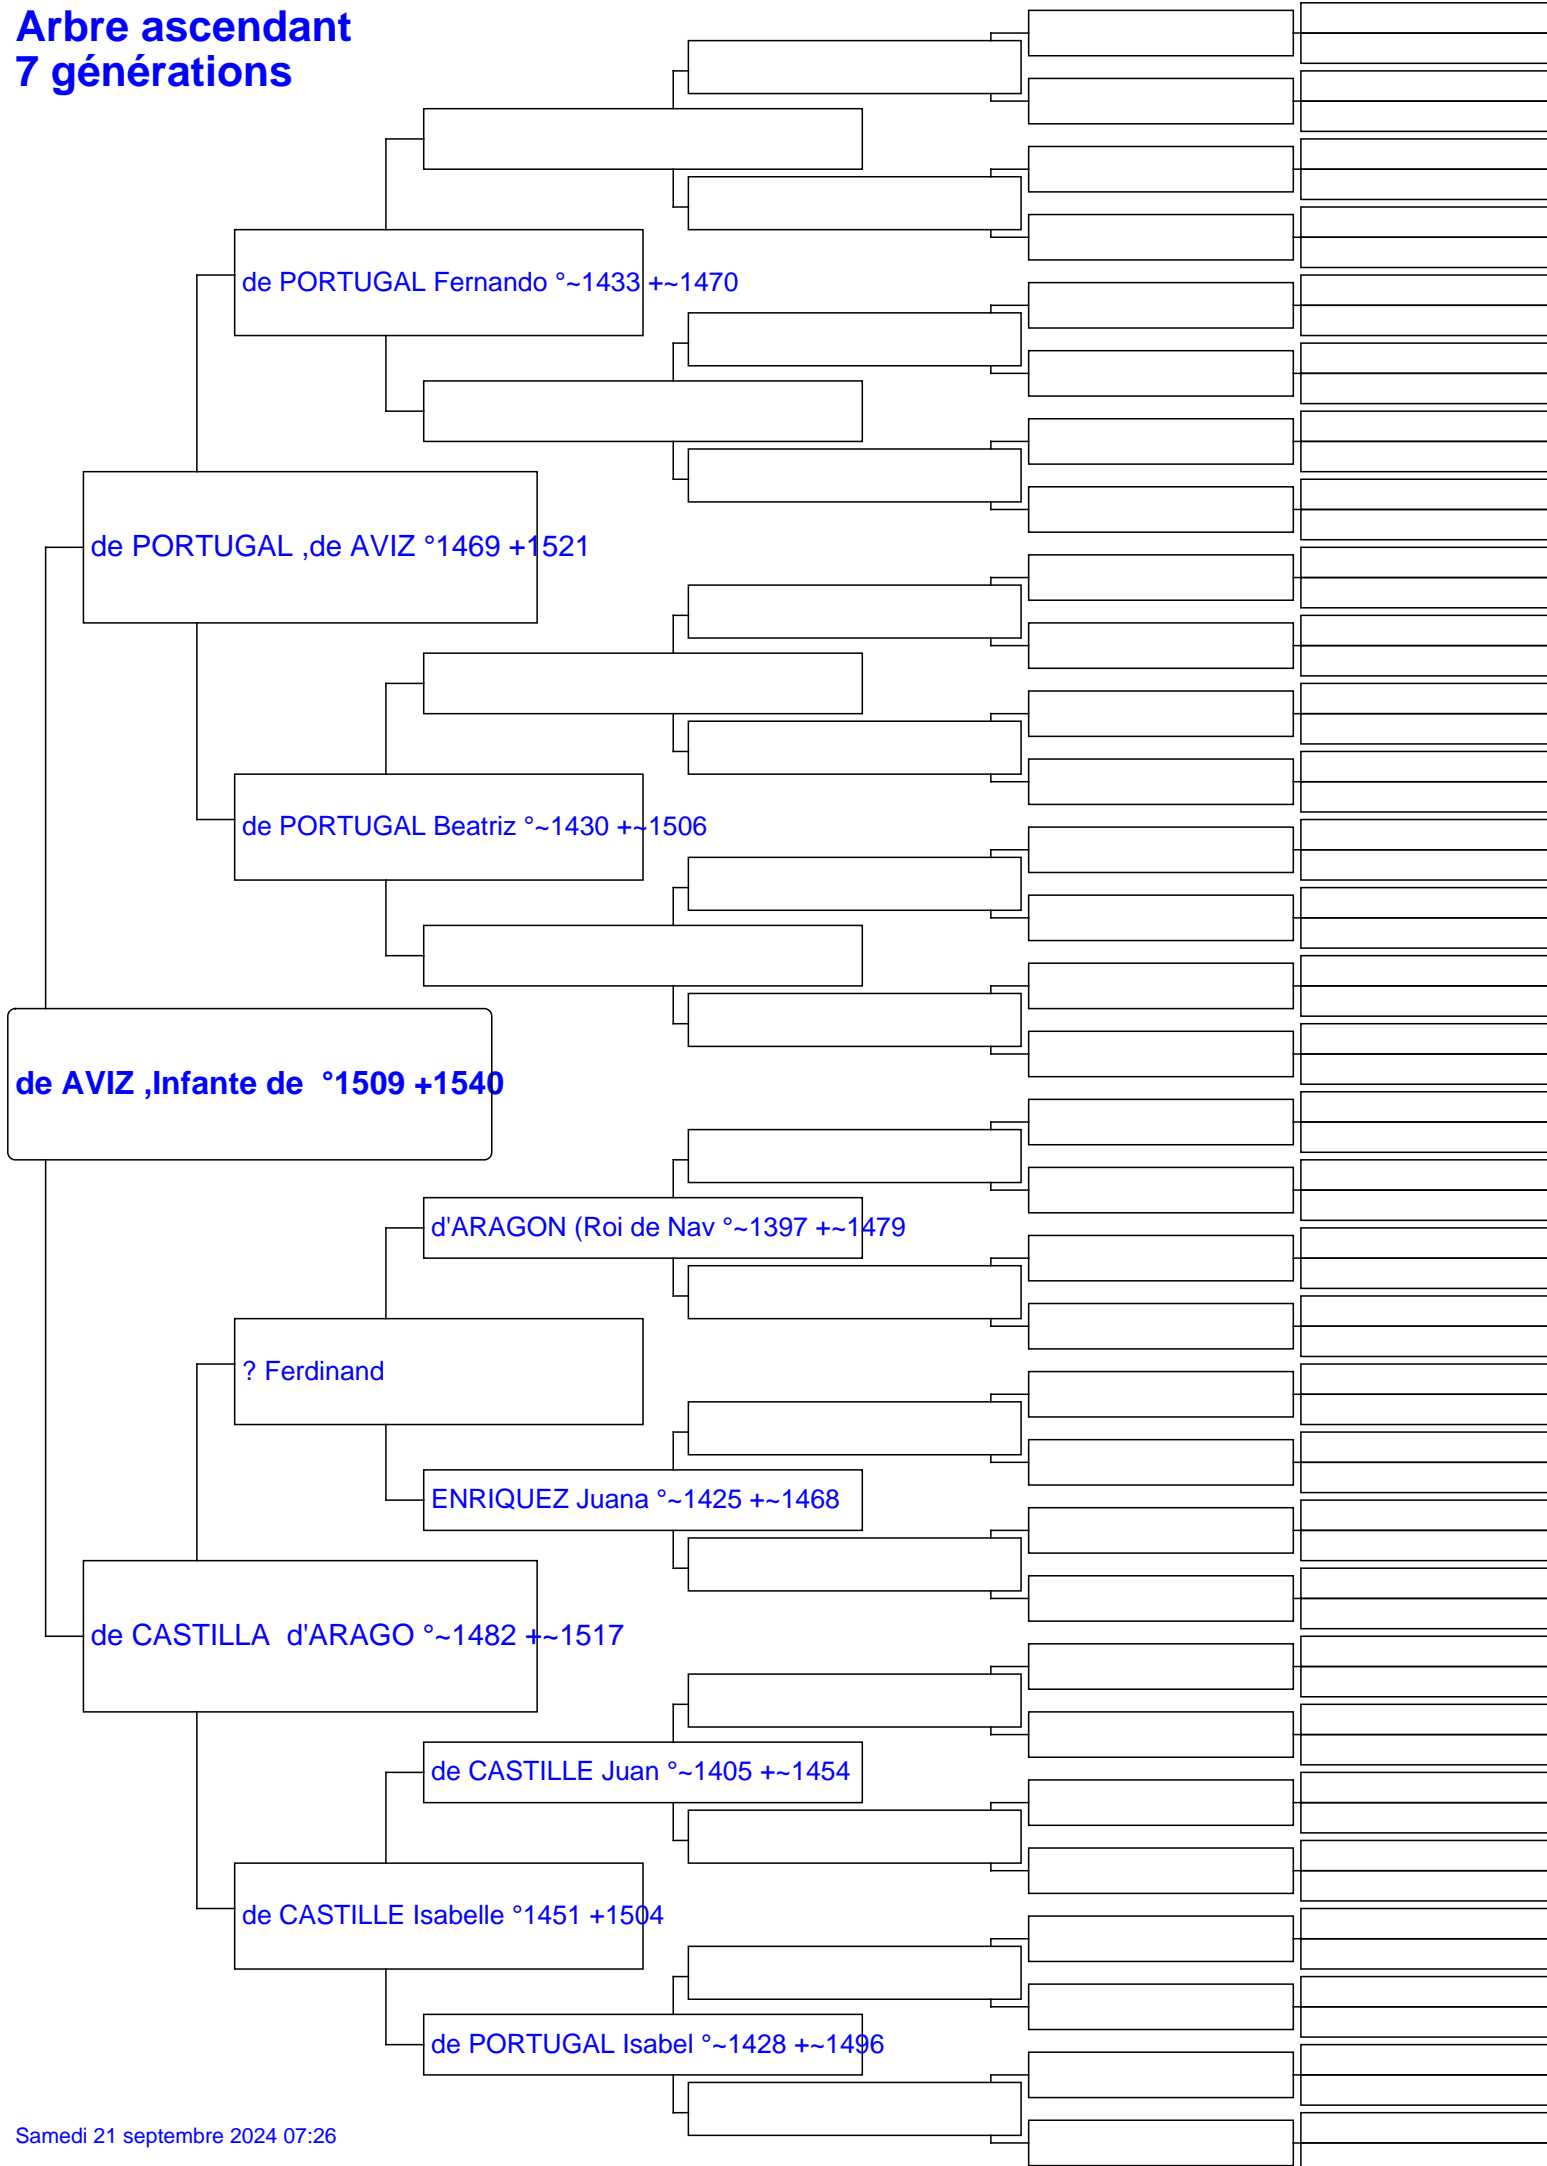 Arbre ascendant
7 générations
de PORTUGAL Fernando °~1433 +~1470
de PORTUGAL ,de AVIZ °1469 +1521
de PORTUGAL Beatriz °~1430 +~1506
de AVIZ ,Infante de  °1509 +1540
d'ARAGON (Roi de Nav °~1397 +~1479
? Ferdinand
ENRIQUEZ Juana °~1425 +~1468
de CASTILLA  d'ARAGO °~1482 +~1517
de CASTILLE Juan °~1405 +~1454
de CASTILLE Isabelle °1451 +1504
de PORTUGAL Isabel °~1428 +~1496
Samedi 21 septembre 2024 07:26